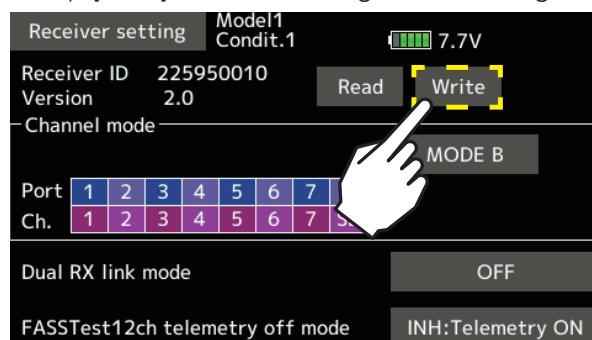 Receiver setting
Model1
Condit.1
7.7V
Receiver ID 225950010
Version 2.0
Read
Write
Channel mode
MODE B
Port 1 2 3 4 5 6 7
Ch. 1 2 3 4 5 6 7
Dual RX link mode OFF
FASSTest12ch telemetry off mode INH:Telemetry ON